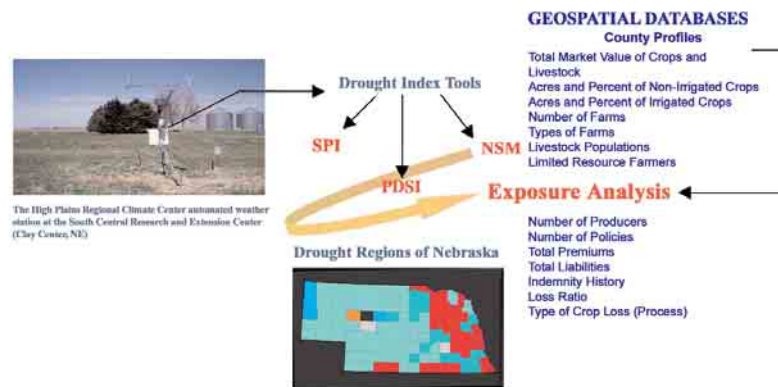 GEOSPATIAL DATABASES
County Profiles
Total Market Value of Crops and
Livestock
Acres and Percent of Non-Irrigated Crops
Acres and Percent of Irrigated Crops
Number of Farms
Types of Farms
Livestock Populations
Limited Resource Farmers
Drought Index Tools
SPI
NSM
PDSI
Exposure Analysis
The High Plains Regional Climate Center automated weather
station at the South Central Research and Extension Center
(Clay Center, NE)
Number of Producers
Number of Policies
Total Premiums
Total Liabilities
Indemnity History
Loss Ratio
Type of Crop Loss (Process)
Drought Regions of Nebraska